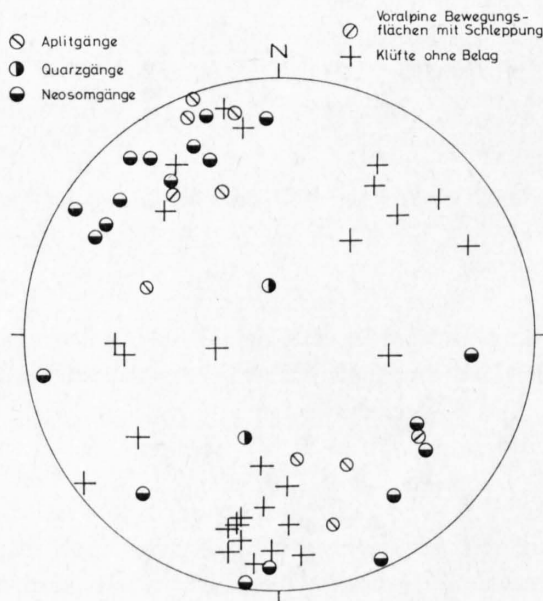 Aplitgänge
Quarzgänge
Neosomgänge
Voralpine Bewegungs-
flächen mit Schleppung
Klüfte ohne Belag
N